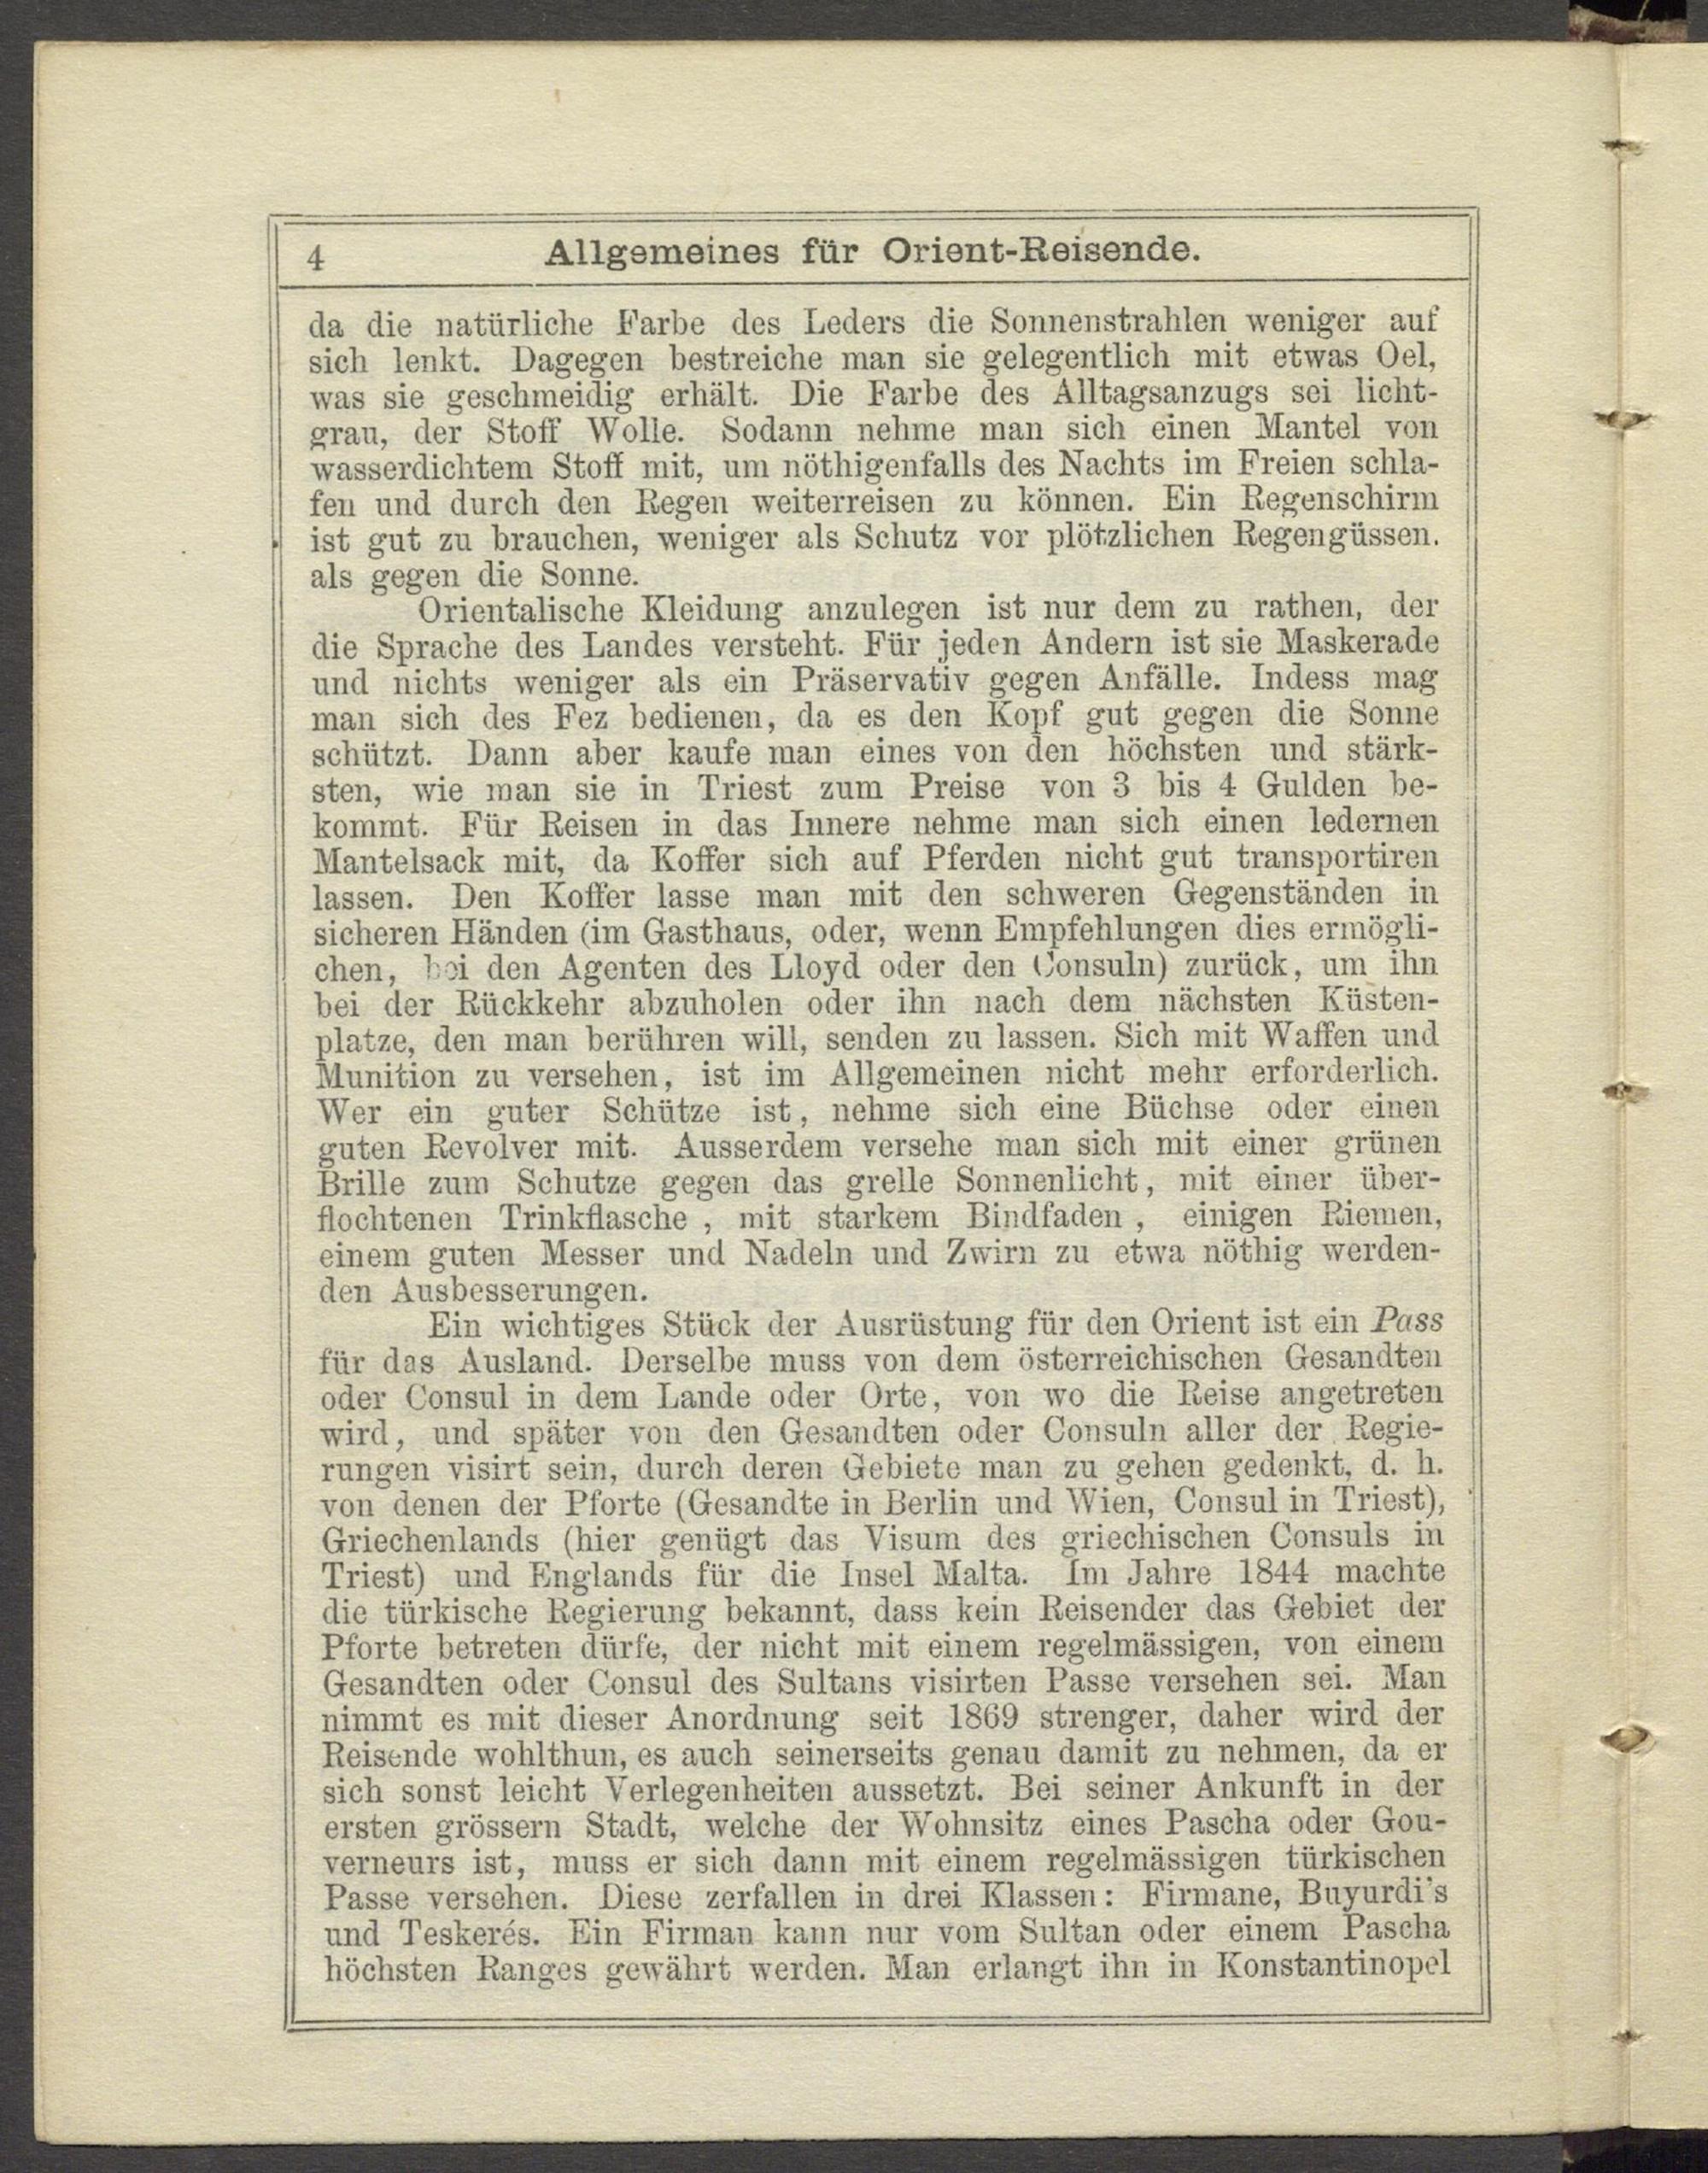 4 Allgemeines für Orient-Reisende.
da die natürliche Farbe des Leders die Sonnenstrahlen weniger auf
sich lenkt. Dagegen bestreiche man sie gelegentlich mit etwas Oel,
was sie geschmeidig erhält. Die Farbe des Alltagsanzugs sei licht-
grau, der Stoff Wolle. Sodann nehme man sich einen Mantel von
wasserdichtem Stoff mit, um nöthigenfalls des Nachts im Freien schla-
fen und durch den Regen weiterreisen zu können. Ein Regenschirm
ist gut zu brauchen, weniger als Schutz vor plötzlichen Regengüssen.
als gegen die Sonne.
Orientalische Kleidung anzulegen ist nur dem zu rathen, der
die Sprache des Landes versteht. Für jeden Andern ist sie Maskerade
und nichts weniger als ein Präservativ gegen Anfälle. Indess mag
man sich des Fez bedienen, da es den Kopf gut gegen die Sonne
schützt. Dann aber kaufe man eines von den höchsten und stärk-
sten, wie man sie in Triest zum Preise von 3 bis 4 Gulden be-
kommt. Für Reisen in das Innere nehme man sich einen ledernen
Mantelsack mit, da Koffer sich auf Pferden nicht gut transportiren
lassen. Den Koffer lasse man mit den schweren Gegenständen in
sicheren Händen (im Gasthaus, oder, wenn Empfehlungen dies ermögli-
chen, bei den Agenten des Lloyd oder den Consuln) zurück, um ihn
bei der Rückkehr abzuholen oder ihn nach dem nächsten Küsten-
platze, den man berühren will, senden zu lassen. Sich mit Waffen und
Munition zu versehen, ist im Allgemeinen nicht mehr erforderlich.
Wer ein guter Schütze ist, nehme sich eine Büchse oder einen
guten Revolver mit. Ausserdem versehe man sich mit einer grünen
Brille zum Schutze gegen das grelle Sonnenlicht, mit einer über-
flochtenen Trinkflasche , mit starkem Bindfaden , einigen Riemen,
einem guten Messer und Nadeln und Zwirn zu etwa nöthig werden-
den Ausbesserungen.
Ein wichtiges Stück der Ausrüstung für den Orient ist ein Pass
für das Ausland. Derselbe muss von dem österreichischen Gesandten
oder Consul in dem Lande oder Orte, von wo die Reise angetreten
wird, und später von den Gesandten oder Consuln aller der Regie-
rungen visirt sein, durch deren Gebiete man zu gehen gedenkt, d. h.
von denen der Pforte (Gesandte in Berlin und Wien, Consul in Triest),
Griechenlands (hier genügt das Visum des griechischen Consuls in
Triest) und Englands für die Insel Malta. Im Jahre 1844 machte
die türkische Regierung bekannt, dass kein Reisender das Gebiet der
Pforte betreten dürfe, der nicht mit einem regelmässigen, von einem
Gesandten oder Consul des Sultans visirten Passe versehen sei. Man
nimmt es mit dieser Anordnung seit 1869 strenger, daher wird der
Reisende wohlthun, es auch seinerseits genau damit zu nehmen, da er
sich sonst leicht Verlegenheiten aussetzt. Bei seiner Ankunft in der
ersten grössern Stadt, welche der Wohnsitz eines Pascha oder Gou-
verneurs ist, muss er sich dann mit einem regelmässigen türkischen
Passe versehen. Diese zerfallen in drei Klassen: Firmane, Buyurdi's
und Teskerés. Ein Firman kann nur vom Sultan oder einem Pascha
höchsten Ranges gewährt werden. Man erlangt ihn in Konstantinopel